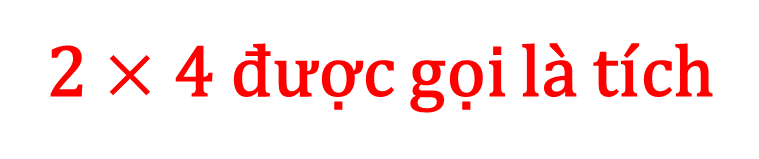 2 × 4 được gọi là tích